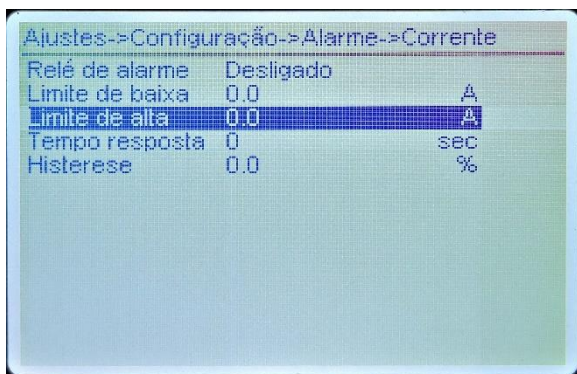 Ajustes->Configuração->Alarme->Corrente
Relé de alarme Desligado
Limite de baixa 0.0 A
Limite de alta 0.0 A
Tempo resposta 0 sec
Histerese 0.0 %